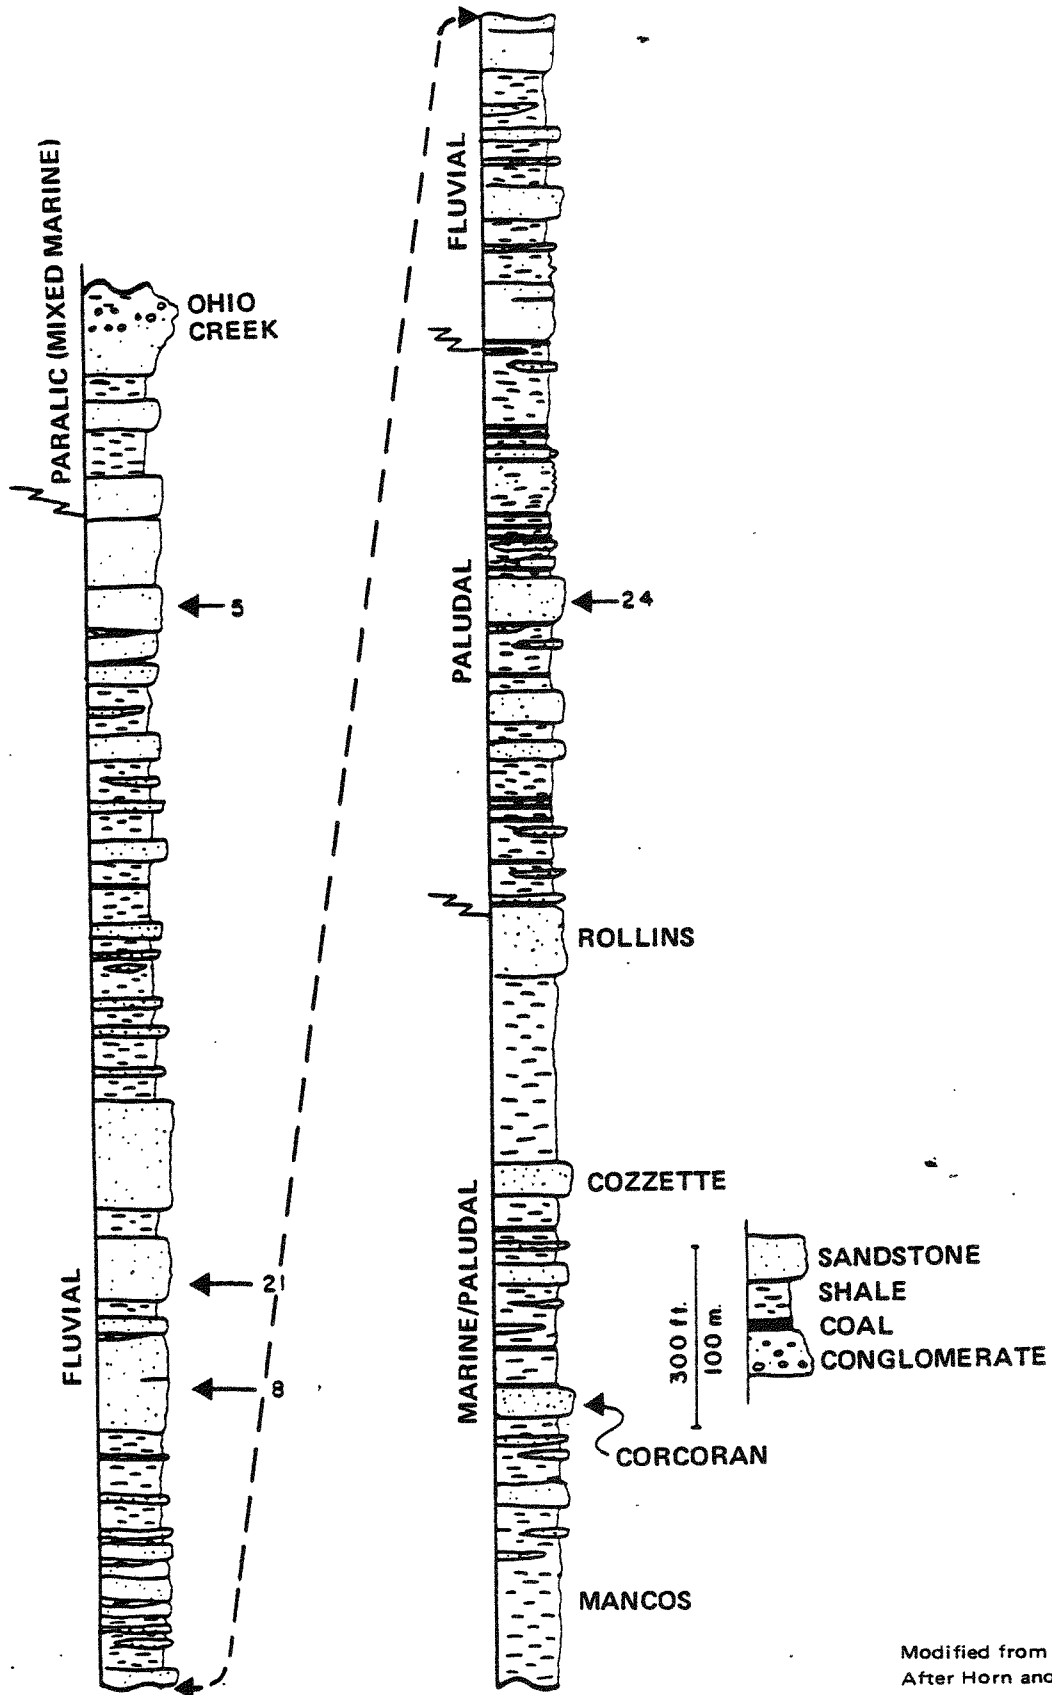 PARALIC (MIXED MARINE)
OHIO
CREEK
5
FLUVIAL
21
8
FLUVIAL
PALUDAL
24
ROLLINS
MARINE/PALUDAL
COZZETTE
CORCORAN
MANCOS
300 ft.
100 m.
SANDSTONE
SHALE
COAL
CONGLOMERATE
Modified from
After Horn and